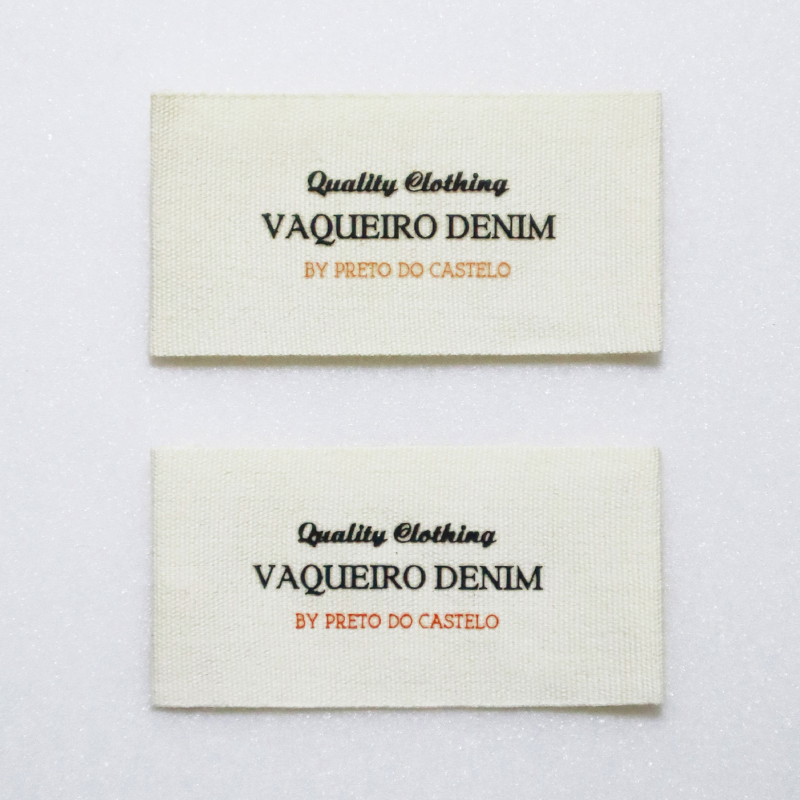 Quality Clothing
VAQUEIRO DENIM
BY PRETO DO CASTELO
Quality Clothing
VAQUEIRO DENIM
BY PRETO DO CASTELO